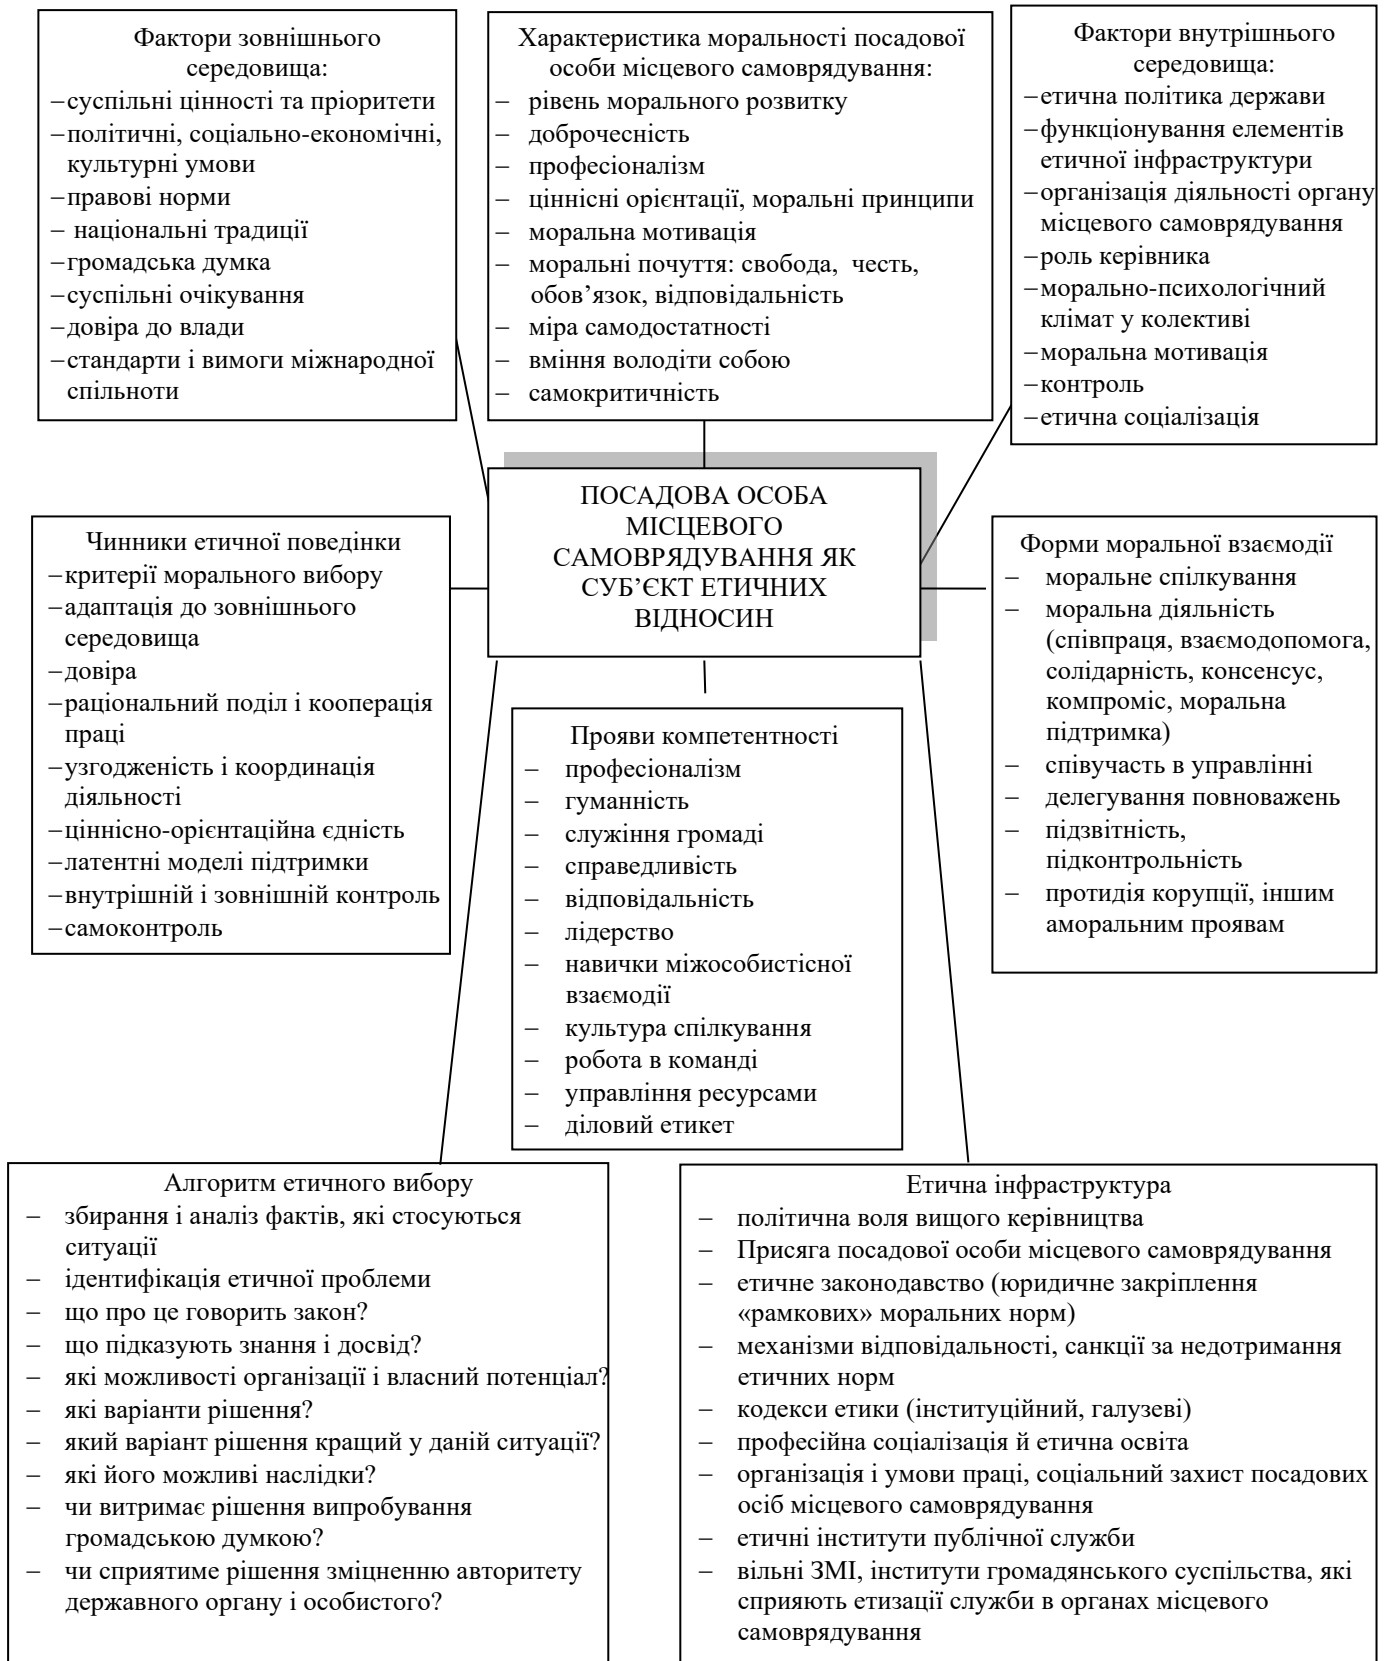 Фактори зовнішнього
середовища:
–суспільні цінності та пріоритети
–політичні, соціально-економічні,
культурні умови
–правові норми
– національні традиції
–громадська думка
–суспільні очікування
–довіра до влади
–стандарти і вимоги міжнародної
спільноти
Характеристика моральності посадової
особи місцевого самоврядування:
– рівень морального розвитку
– доброчесність
– професіоналізм
– ціннісні орієнтації, моральні принципи
– моральна мотивація
– моральні почуття: свобода, честь,
обов’язок, відповідальність
– міра самодостатності
– вміння володіти собою
– самокритичність
Фактори внутрішнього
середовища:
–етична політика держави
–функціонування елементів
етичної інфраструктури
–організація діяльності органу
місцевого самоврядування
–роль керівника
–морально-психологічний
клімат у колективі
–моральна мотивація
–контроль
–етична соціалізація
ПОСАДОВА ОСОБА
МІСЦЕВОГО
САМОВРЯДУВАННЯ ЯК
СУБ’ЄКТ ЕТИЧНИХ
ВІДНОСИН
Чинники етичної поведінки
–критерії морального вибору
–адаптація до зовнішнього
середовища
–довіра
–раціональний поділ і кооперація
праці
–узгодженість і координація
діяльності
–ціннісно-орієнтаційна єдність
–латентні моделі підтримки
–внутрішній і зовнішній контроль
–самоконтроль
Форми моральної взаємодії
– моральне спілкування
– моральна діяльність
(співпраця, взаємодопомога,
солідарність, консенсус,
компроміс, моральна
підтримка)
– співучасть в управлінні
– делегування повноважень
– підзвітність,
підконтрольність
– протидія корупції, іншим
аморальним проявам
Прояви компетентності
– професіоналізм
– гуманність
– служіння громаді
– справедливість
– відповідальність
– лідерство
– навички міжособистісної
взаємодії
– культура спілкування
– робота в команді
– управління ресурсами
– діловий етикет
Алгоритм етичного вибору
– збирання і аналіз фактів, які стосуються
ситуації
– ідентифікація етичної проблеми
– що про це говорить закон?
– що підказують знання і досвід?
– які можливості організації і власний потенціал?
– які варіанти рішення?
– який варіант рішення кращий у даній ситуації?
– які його можливі наслідки?
– чи витримає рішення випробування
громадською думкою?
– чи сприятиме рішення зміцненню авторитету
державного органу і особистого?
Етична інфраструктура
– політична воля вищого керівництва
– Присяга посадової особи місцевого самоврядування
– етичне законодавство (юридичне закріплення
«рамкових» моральних норм)
– механізми відповідальності, санкції за недотримання
етичних норм
– кодекси етики (інституційний, галузеві)
– професійна соціалізація й етична освіта
– організація і умови праці, соціальний захист посадових
осіб місцевого самоврядування
– етичні інститути публічної служби
– вільні ЗМІ, інститути громадянського суспільства, які
сприяють етизації служби в органах місцевого
самоврядування